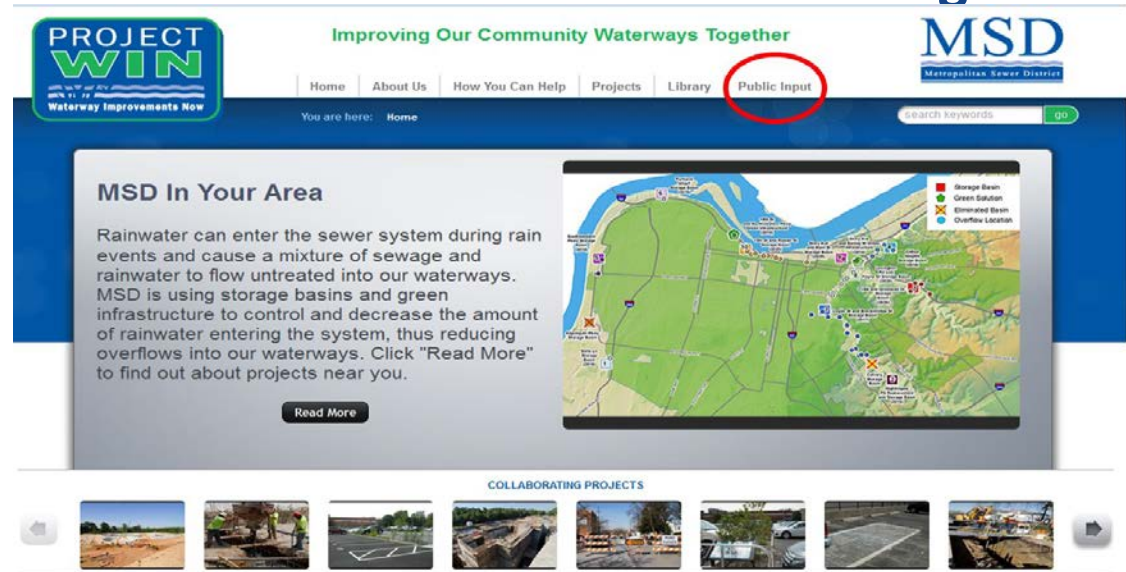 PROJECT
WIN
Waterway Improvements Now
Improving Our Community Waterways Together
MSD
Metropolitan Sewer District
Home
About Us
How You Can Help
Projects
Library
Public Input
You are here: Home
search keywords
go
MSD In Your Area
Rainwater can enter the sewer system during rain
events and cause a mixture of sewage and
rainwater to flow untreated into our waterways.
MSD is using storage basins and green
infrastructure to control and decrease the amount
of rainwater entering the system, thus reducing
overflows into our waterways. Click "Read More"
to find out about projects near you.
Read More
Storage Basin
Green Solution
Eliminated Basin
Overflow Location
COLLABORATING PROJECTS